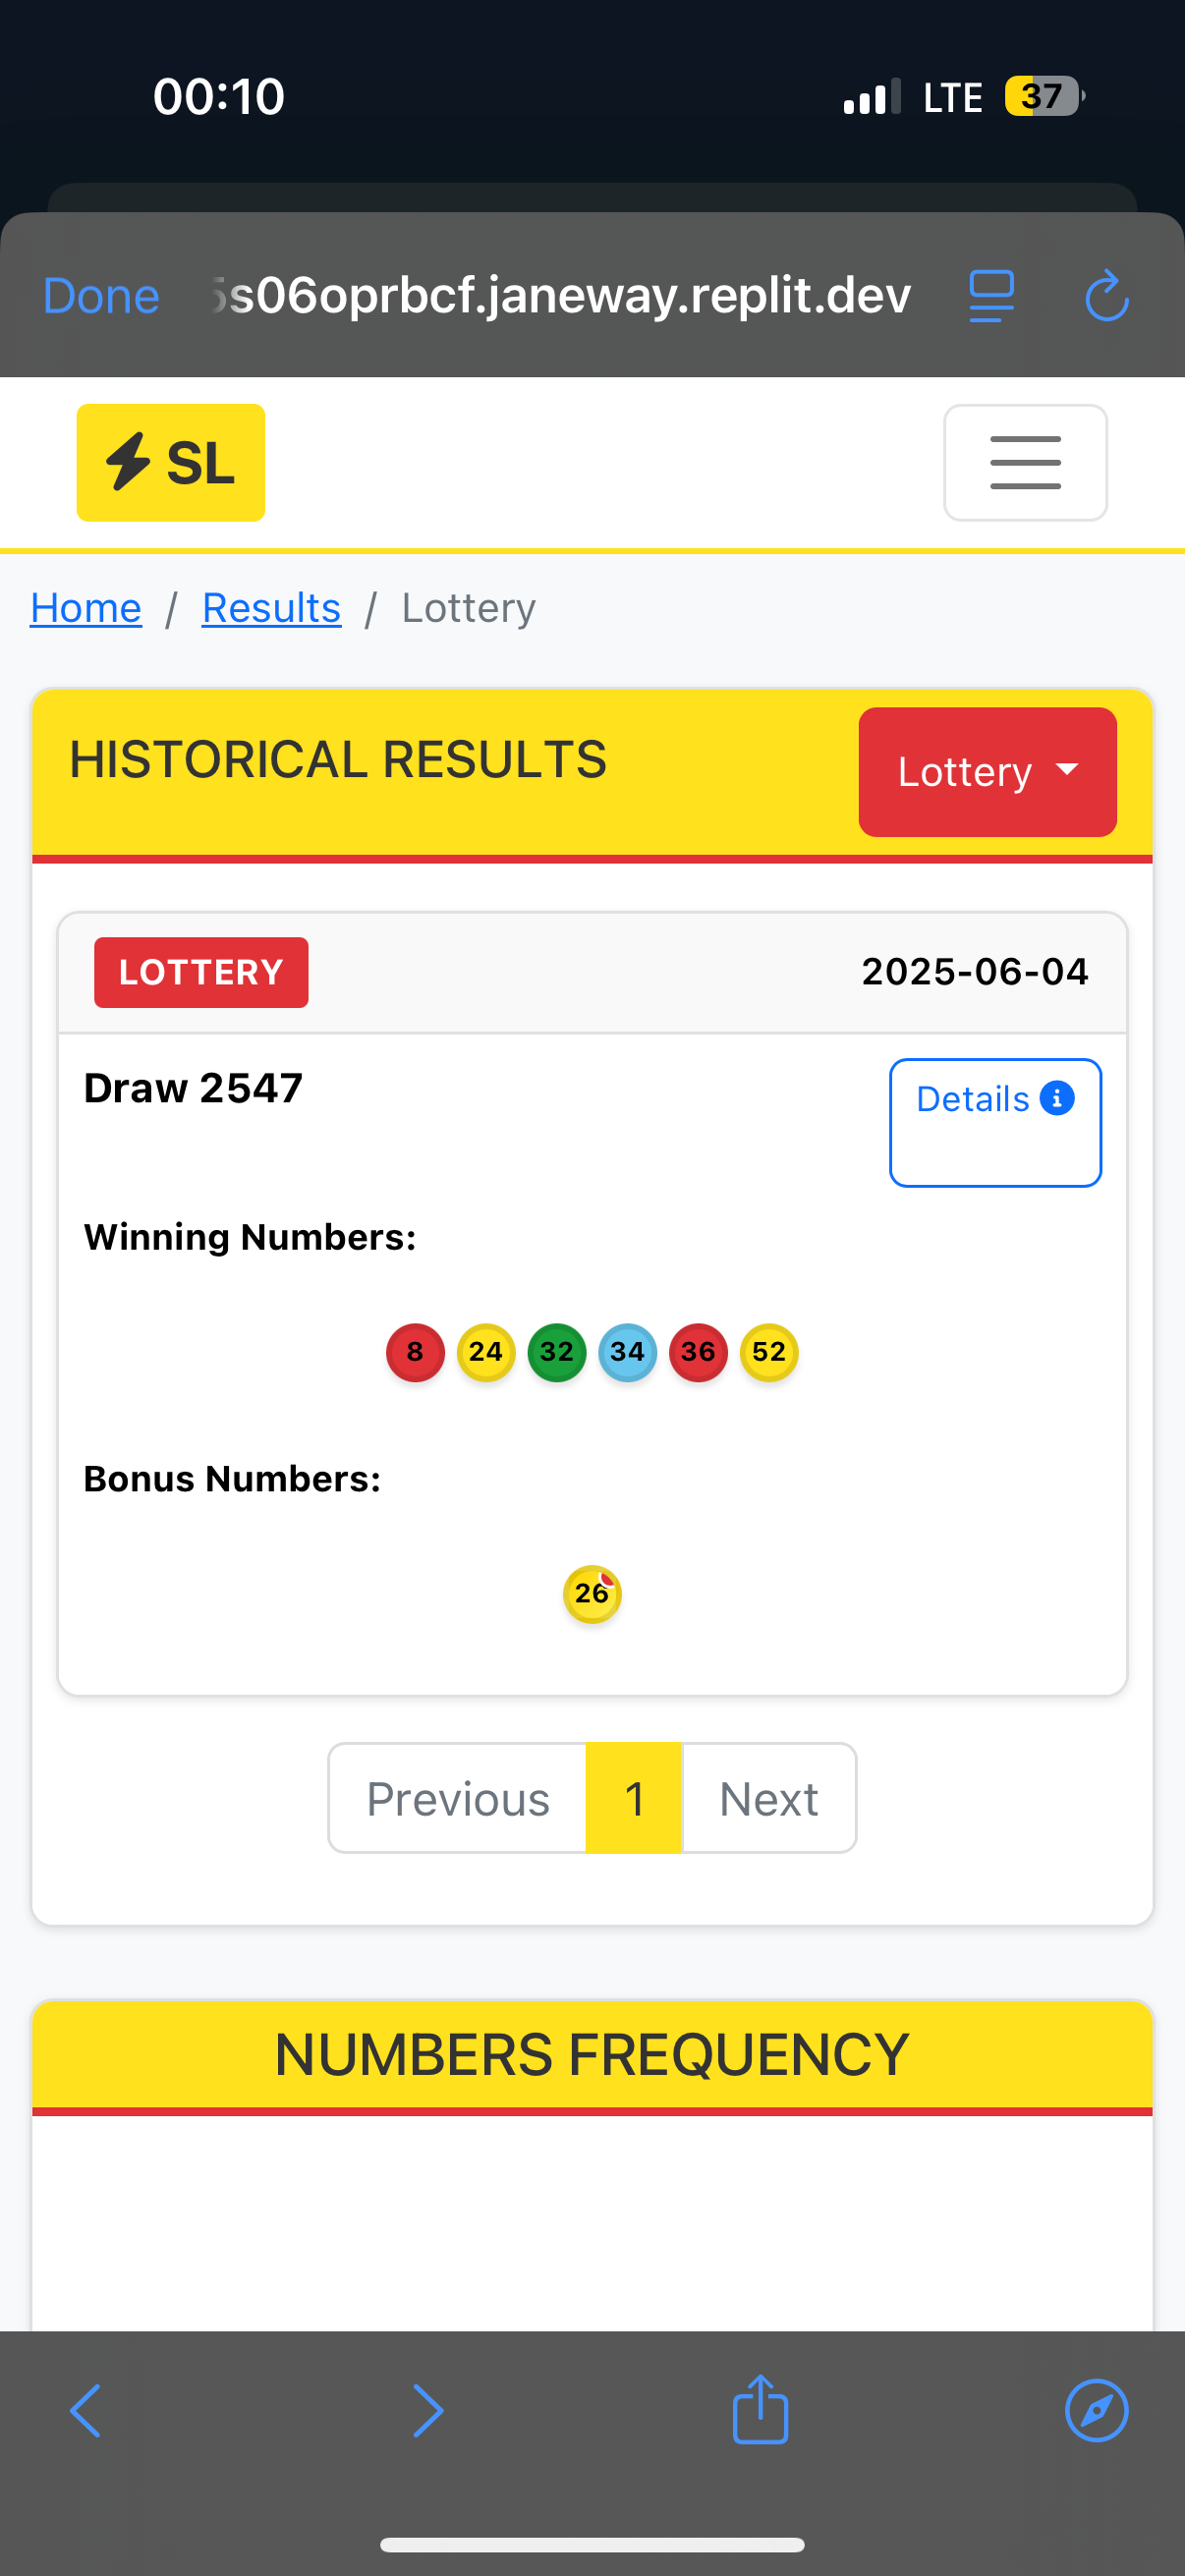 00:10 LTE 37
Done s06oprbcf.janeway.replit.dev
SL
Home / Results / Lottery
HISTORICAL RESULTS Lottery
LOTTERY 2025-06-04
Draw 2547 Details
Winning Numbers:
8 24 32 34 36 52
Bonus Numbers:
26
Previous 1 Next
NUMBERS FREQUENCY